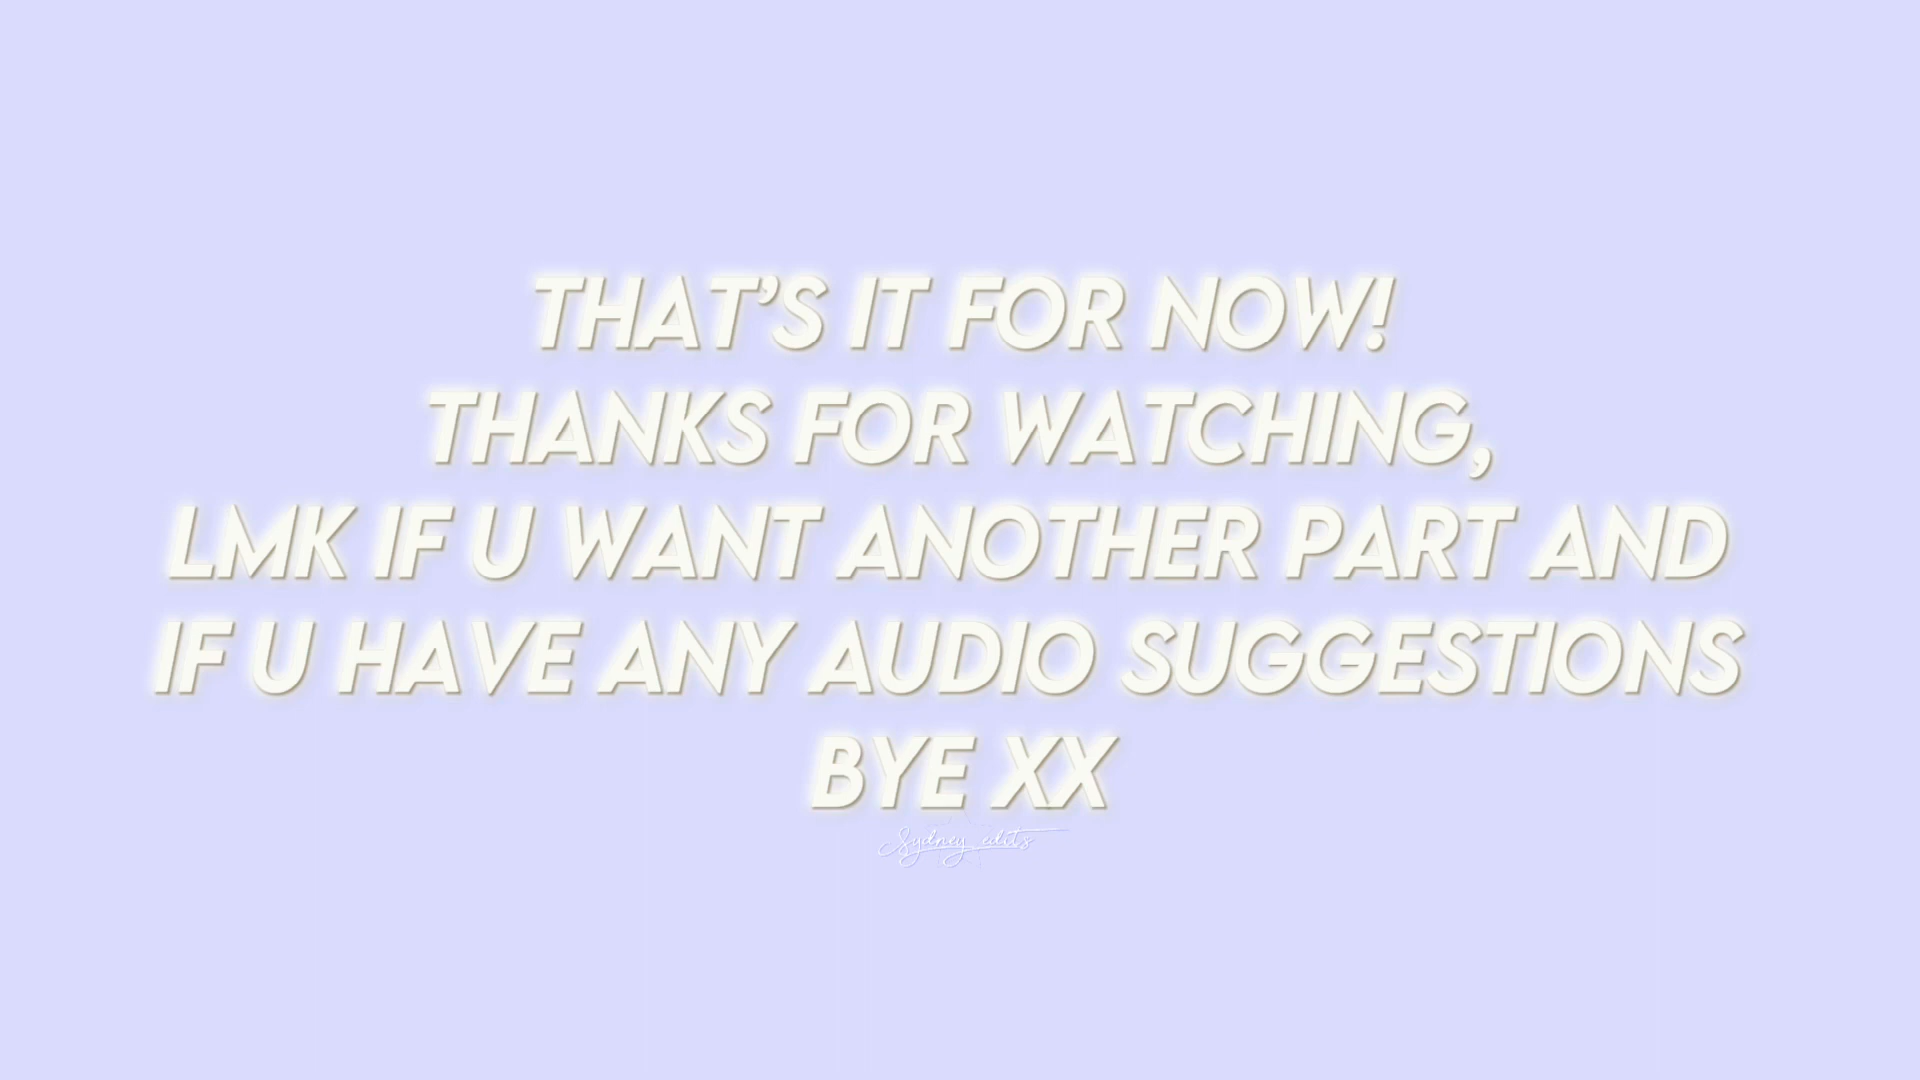 THAT'S IT FOR NOW!
THANKS FOR WATCHING,
LMK IF U WANT ANOTHER PART AND
IF U HAVE ANY AUDIO SUGGESTIONS
BYE XX
Sydney edits